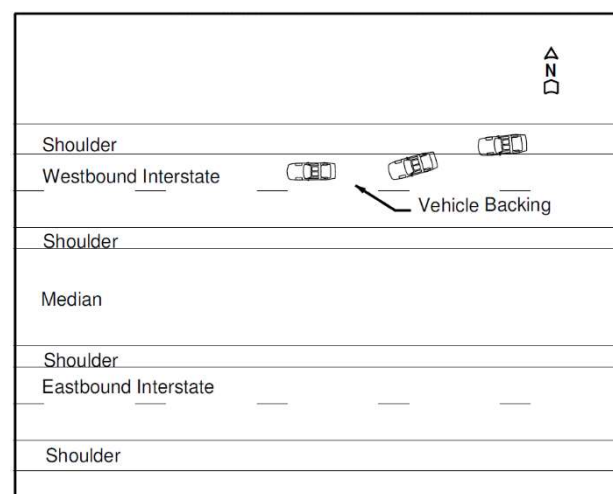 N
Shoulder
Westbound Interstate
Vehicle Backing
Shoulder
Median
Shoulder
Eastbound Interstate
Shoulder